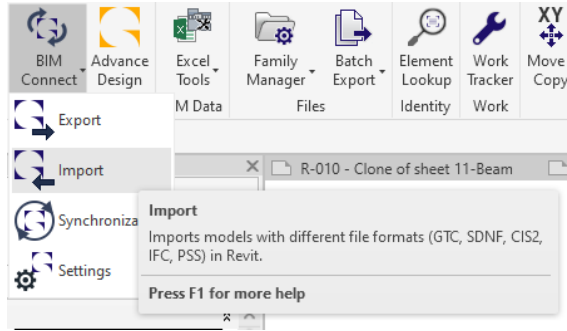 XY
BIM Connect
Advance Design
Excel Tools
Family Manager
Batch Export
Element Lookup
Work Tracker
Move Copy
M Data
Files
Identity
Work
Export
Import
R-010 - Clone of sheet 11-Beam
Synchroniza
Settings
Import
Imports models with different file formats (GTC, SDNF, CIS2,
IFC, PSS) in Revit.
Press F1 for more help